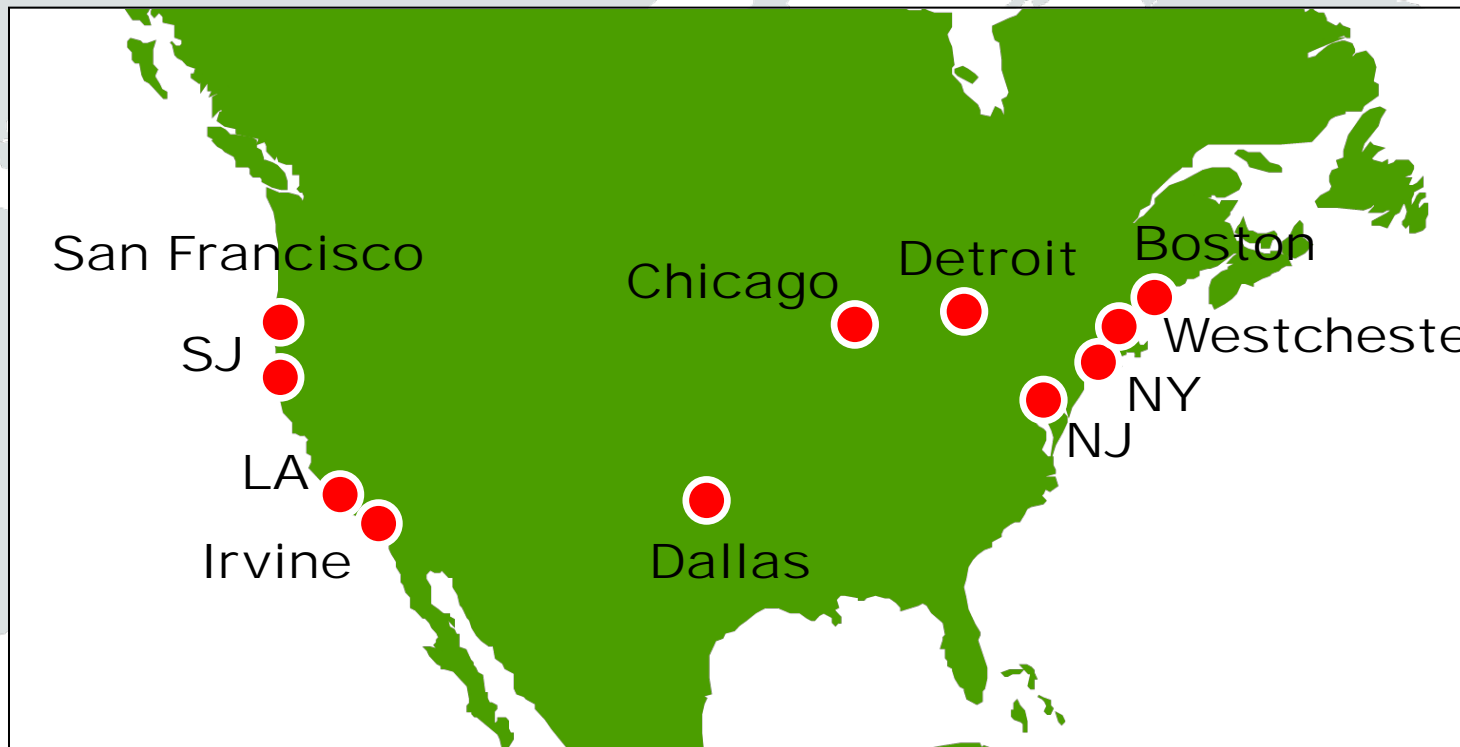 San Francisco
SJ
LA
Irvine
Chicago
Detroit
Dallas
Boston
Westcheste
NY
NJ